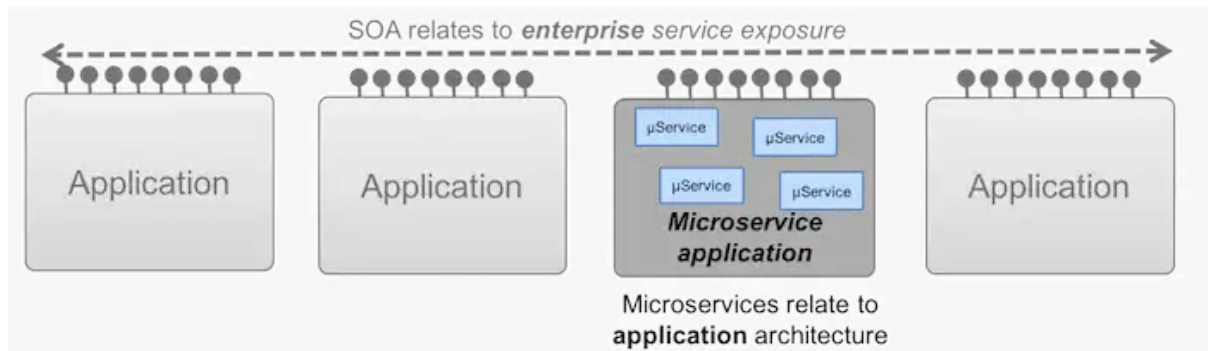 SOA relates to enterprise service exposure
Application
Application
µService
µService
µService
µService
Microservice
application
Application
Microservices relate to
application architecture